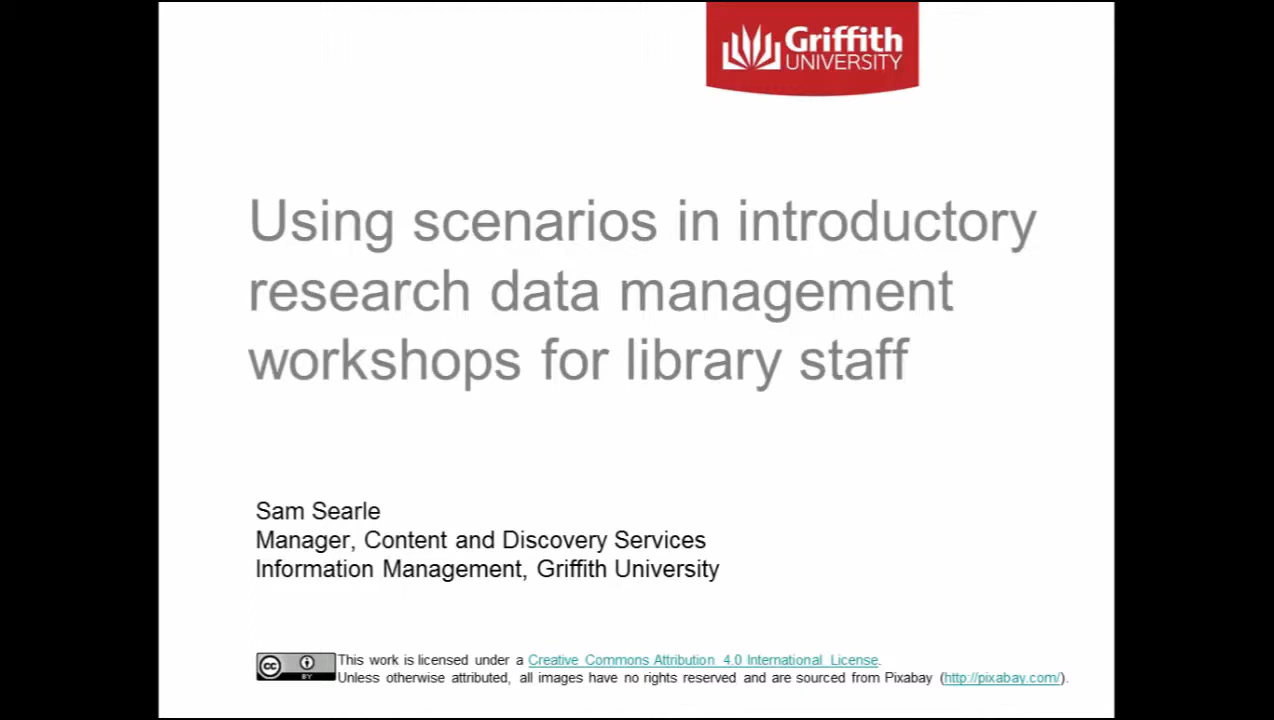 Griffith
UNIVERSITY
Using scenarios in introductory
research data management
workshops for library staff
Sam Searle
Manager, Content and Discovery Services
Information Management, Griffith University
cc BY
This work is licensed under a Creative Commons Attribution 4.0 International License.
Unless otherwise attributed, all images have no rights reserved and are sourced from Pixabay (http://pixabay.com/).